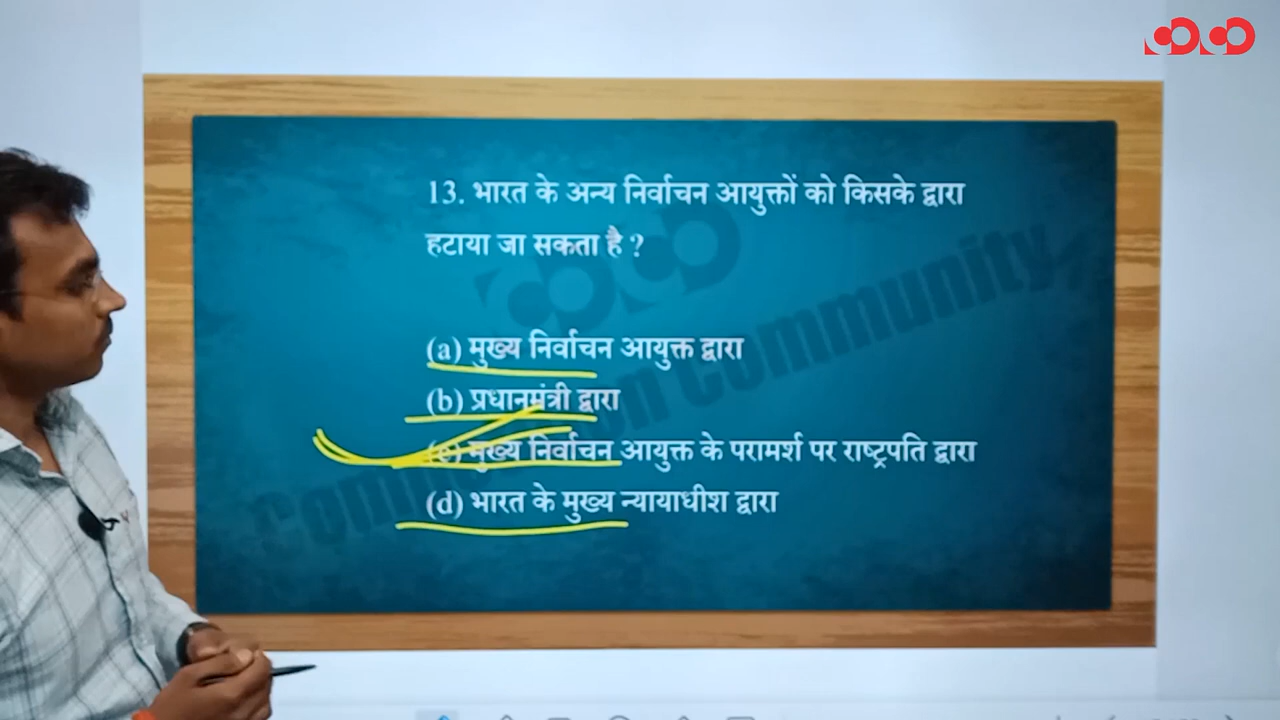 13. भारत के अन्य निर्वाचन आयुक्तों को किसके द्वारा
हटाया जा सकता है ?
(a) मुख्य निर्वाचन आयुक्त द्वारा
(b) प्रधानमंत्री द्वारा
(c) मुख्य निर्वाचन आयुक्त के परामर्श पर राष्ट्रपति द्वारा
(d) भारत के मुख्य न्यायाधीश द्वारा
Community